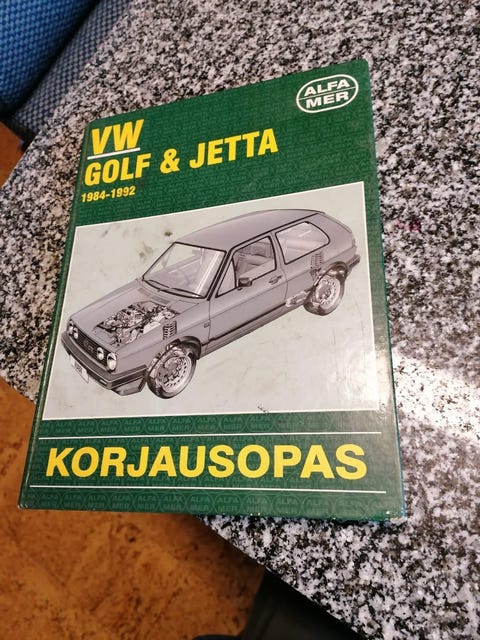 ALFA
MER
VW
GOLF & JETTA
1984-1992
KORJAUSOPAS